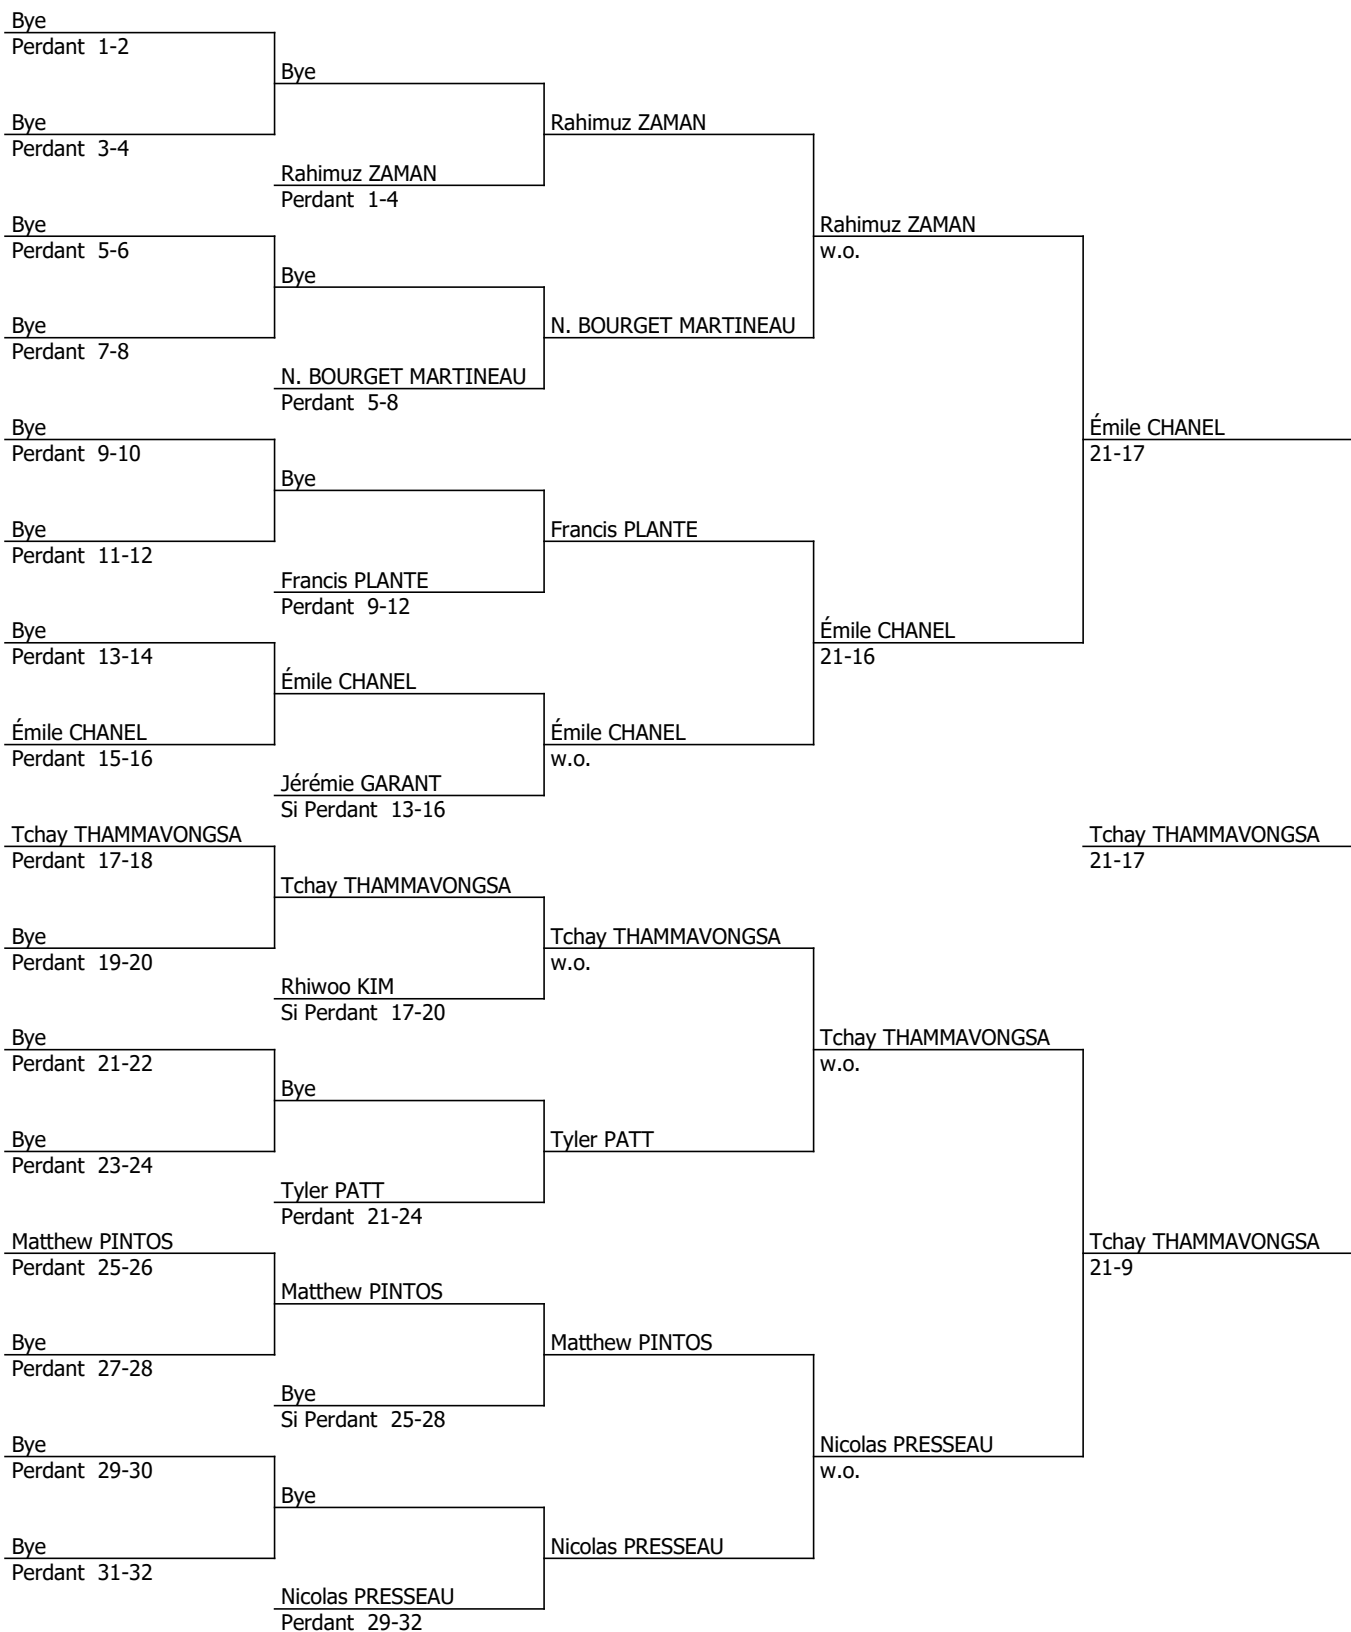 Bye
Perdant 1-2
Bye
Bye
Perdant 3-4
Rahimuz ZAMAN
Rahimuz ZAMAN
Perdant 1-4
Bye
Perdant 5-6
Rahimuz ZAMAN
w.o.
Bye
Bye
Perdant 7-8
N. BOURGET MARTINEAU
N. BOURGET MARTINEAU
Perdant 5-8
Bye
Perdant 9-10
Émile CHANEL
21-17
Bye
Bye
Perdant 11-12
Francis PLANTE
Francis PLANTE
Perdant 9-12
Bye
Perdant 13-14
Émile CHANEL
21-16
Émile CHANEL
Émile CHANEL
Perdant 15-16
Émile CHANEL
w.o.
Jérémie GARANT
Si Perdant 13-16
Tchay THAMMAVONGSA
Perdant 17-18
Tchay THAMMAVONGSA
21-17
Tchay THAMMAVONGSA
Bye
Perdant 19-20
Tchay THAMMAVONGSA
w.o.
Rhiwoo KIM
Si Perdant 17-20
Bye
Perdant 21-22
Tchay THAMMAVONGSA
w.o.
Bye
Bye
Perdant 23-24
Tyler PATT
Tyler PATT
Perdant 21-24
Matthew PINTOS
Perdant 25-26
Tchay THAMMAVONGSA
21-9
Matthew PINTOS
Bye
Perdant 27-28
Matthew PINTOS
Bye
Si Perdant 25-28
Bye
Perdant 29-30
Nicolas PRESSEAU
w.o.
Bye
Bye
Perdant 31-32
Nicolas PRESSEAU
Nicolas PRESSEAU
Perdant 29-32